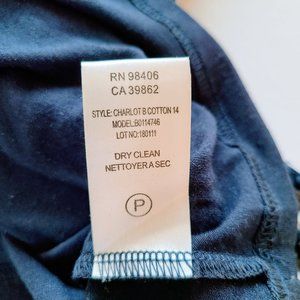 RN 98406
CA 39862
STYLE: CHARLOT B COTTON 14
MODEL:B0114746
LOT NO:180111
DRY CLEAN
NETTOYER A SEC
P